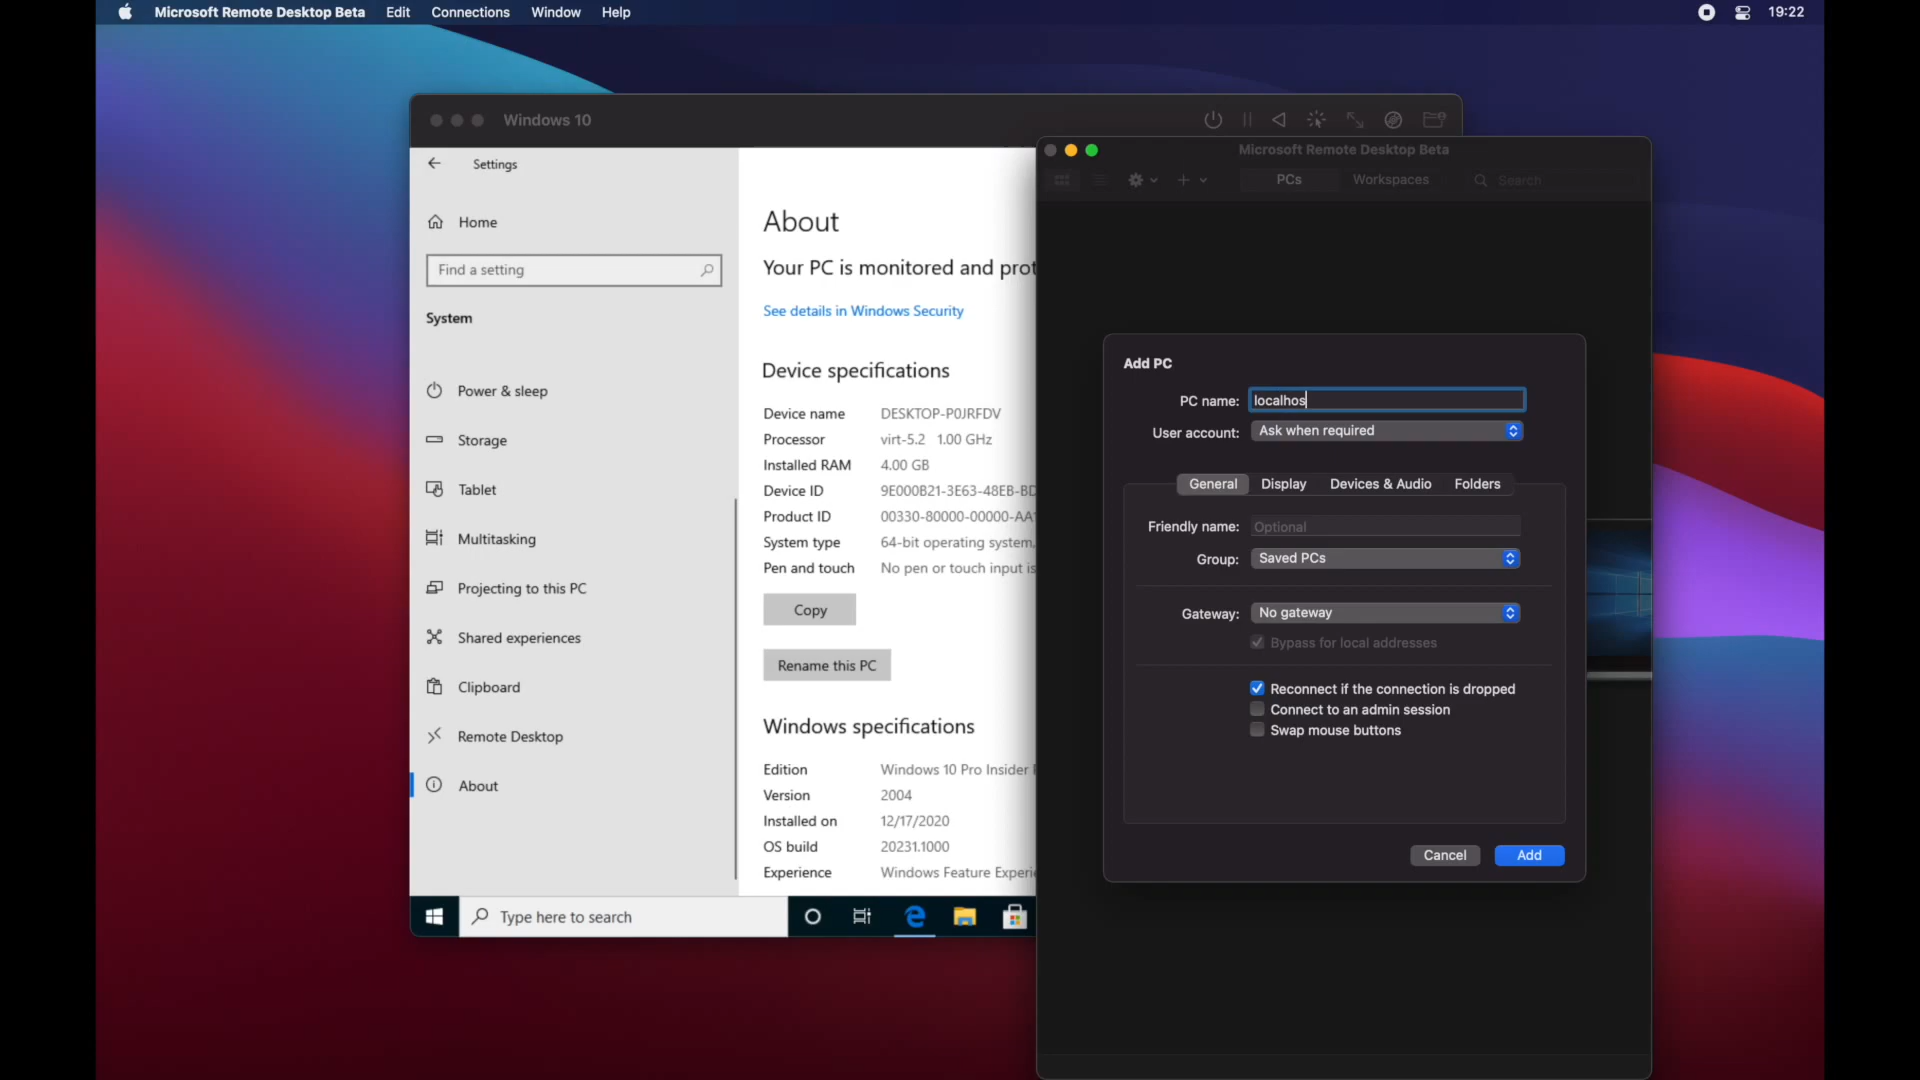 Microsoft Remote Desktop Beta Edit Connections Window Help 19:22
Windows 10
Settings
Home
Find a setting
System
Power & sleep
Storage
Tablet
Multitasking
Projecting to this PC
Shared experiences
Clipboard
Remote Desktop
About
About
Your PC is monitored and prot
See details in Windows Security
Device specifications
Device name DESKTOP-P0JRFDV
Processor virt-5.2 1.00 GHz
Installed RAM 4.00 GB
Device ID 9E000B21-3E63-48EB-BD
Product ID 00330-80000-00000-AA
System type 64-bit operating system,
Pen and touch No pen or touch input is
Copy
Rename this PC
Windows specifications
Edition Windows 10 Pro Insider
Version 2004
Installed on 12/17/2020
OS build 20231.1000
Experience Windows Feature Experi
Type here to search
Microsoft Remote Desktop Beta
PCs Workspaces Search
Add PC
PC name: localhos
User account: Ask when required
General Display Devices & Audio Folders
Friendly name: Optional
Group: Saved PCs
Gateway: No gateway
Bypass for local addresses
Reconnect if the connection is dropped
Connect to an admin session
Swap mouse buttons
Cancel Add